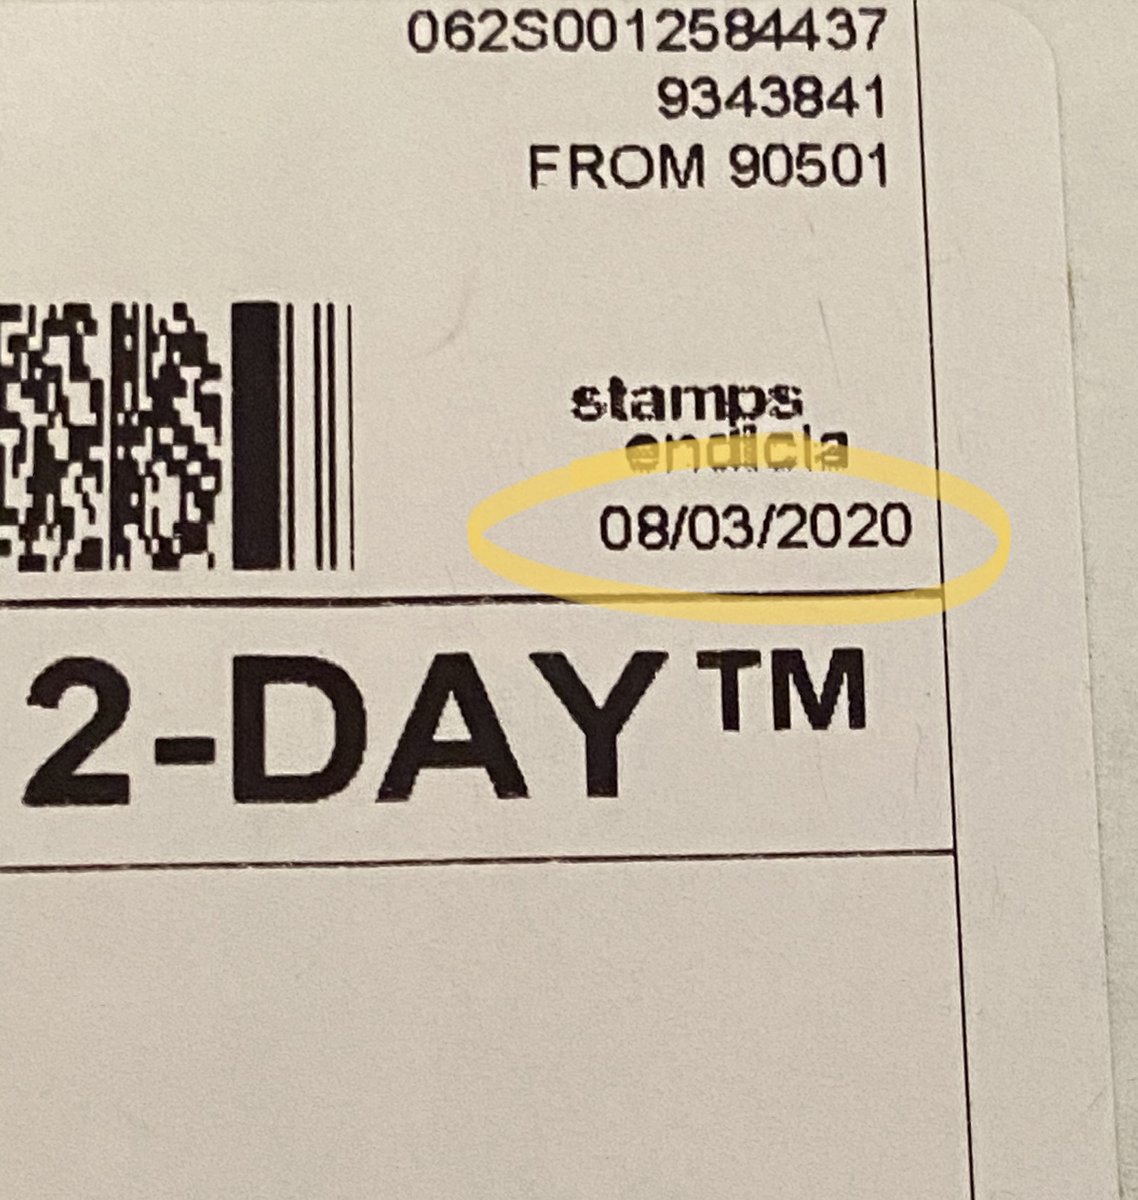 062S0012584437
9343841
FROM 90501
stamps
endicia
08/03/2020
2-DAY™